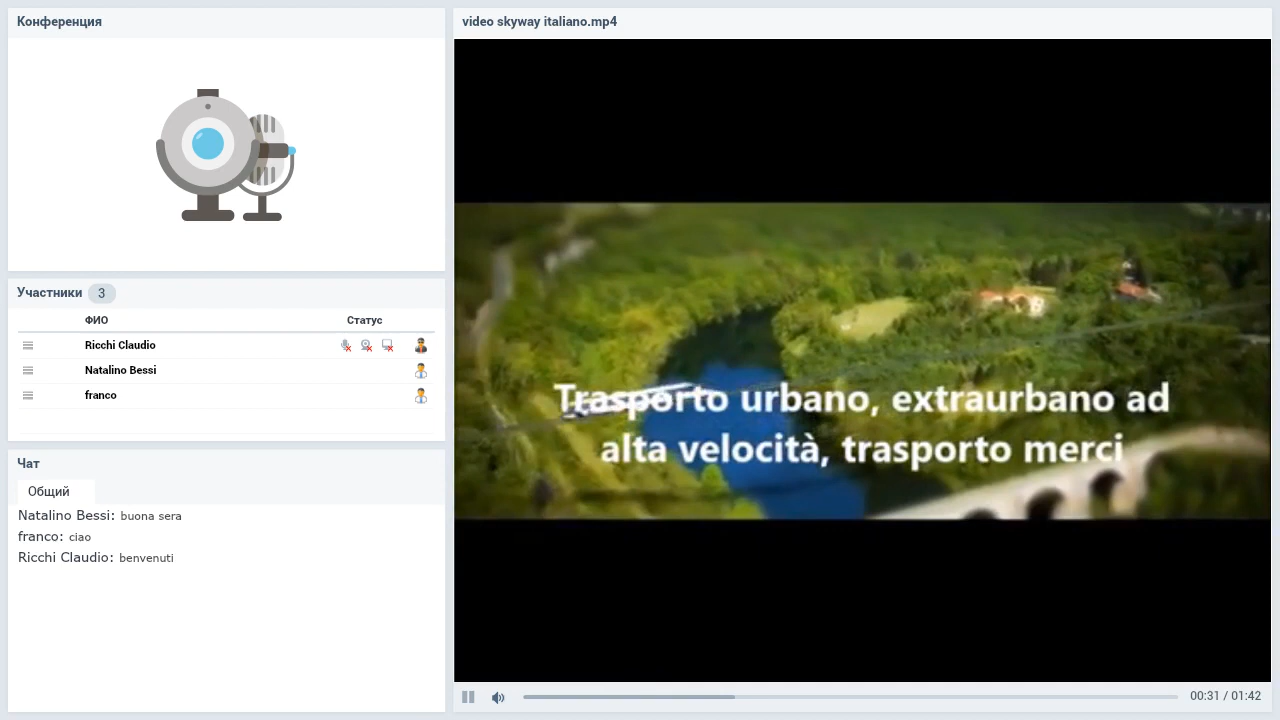 Конференция
Участники 3
ФИО Статус
Ricchi Claudio
Natalino Bessi
franco
Чат
Общий
Natalino Bessi: buona sera
franco: ciao
Ricchi Claudio: benvenuti
video skyway italiano.mp4
Trasporto urbano, extraurbano ad
alta velocità, trasporto merci
00:31 / 01:42